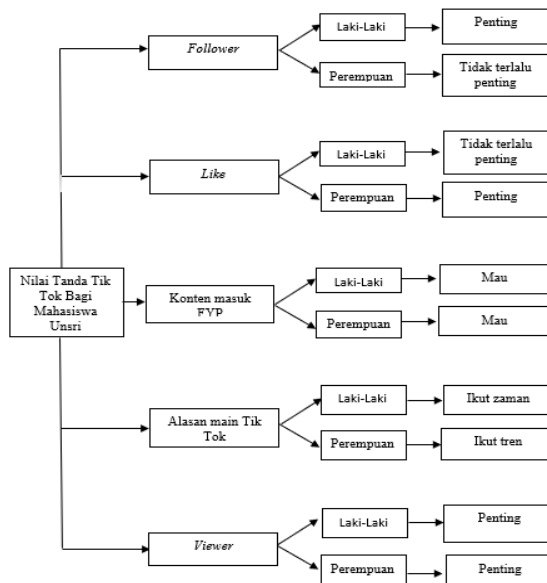 Follower
Laki-Laki
Penting
Perempuan
Tidak terlalu
penting
Like
Laki-Laki
Tidak terlalu
penting
Perempuan
Penting
Nilai Tanda Tik
Tok Bagi
Mahasiswa
Unsri
Konten masuk
FYP
Laki-Laki
Mau
Perempuan
Mau
Alasan main Tik
Tok
Laki-Laki
Ikut zaman
Perempuan
Ikut tren
Viewer
Laki-Laki
Penting
Perempuan
Penting